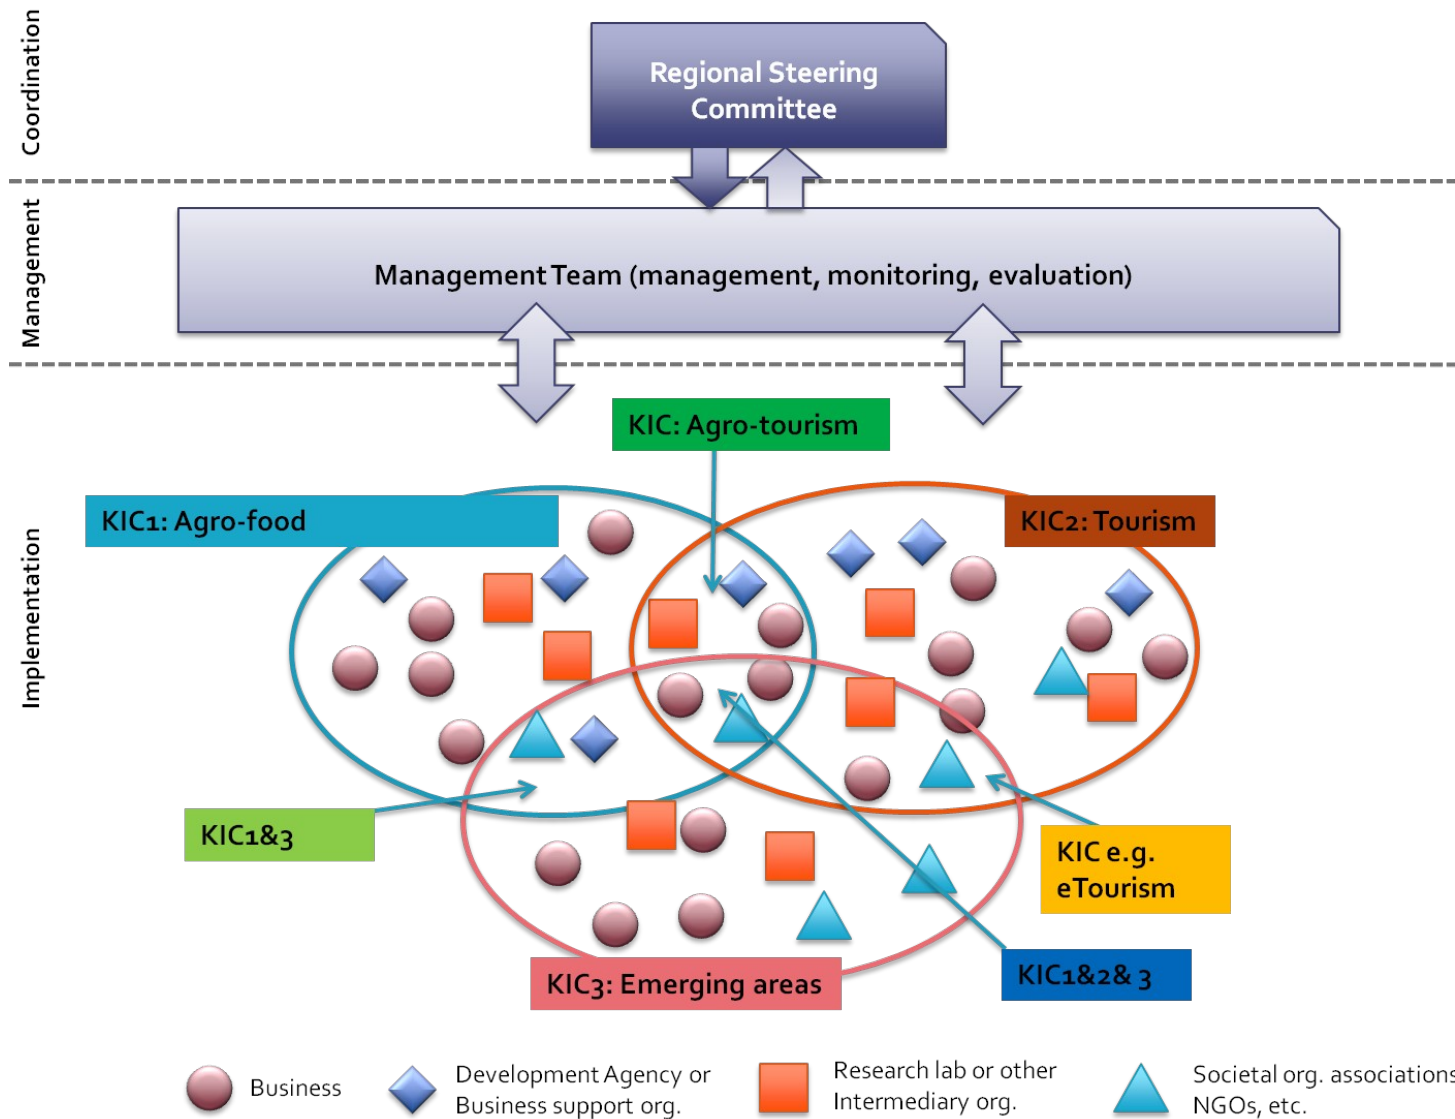 Coordination
Regional Steering
Committee
Management
Management Team (management, monitoring, evaluation)
Implementation
KIC: Agro-tourism
KIC1: Agro-food
KIC2: Tourism
KIC1&3
KIC e.g.
eTourism
KIC1&2& 3
KIC3: Emerging areas
Business
Development Agency or
Business support org.
Research lab or other
Intermediary org.
Societal org. associations
NGOs, etc.